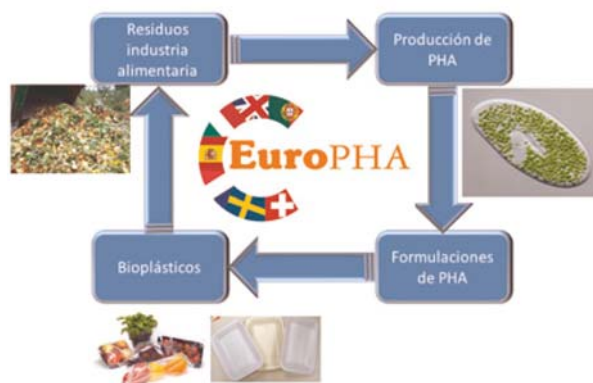 Residuos
industria
alimentaria
Producción de
PHA
EuroPHA
Bioplásticos
Formulaciones
de PHA